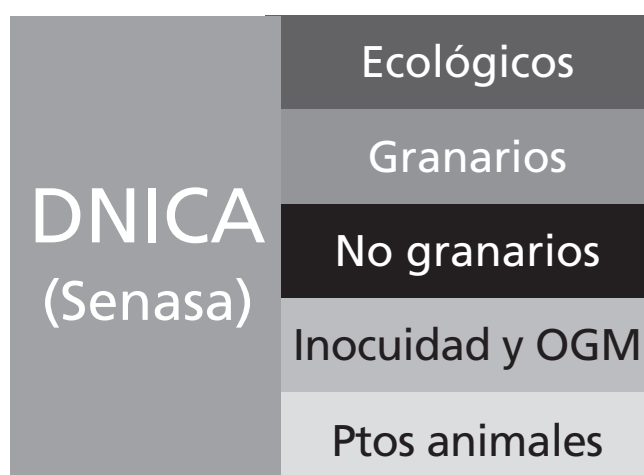 DNICA
(Senasa)
Ecológicos
Granarios
No granarios
Inocuidad y OGM
Ptos animales